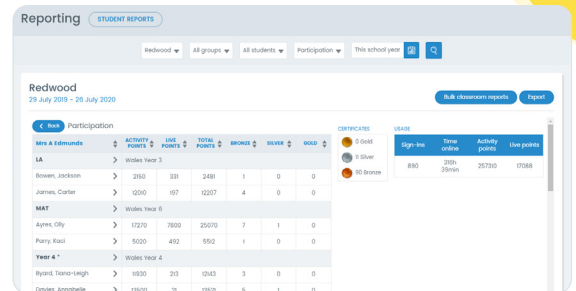 Reporting STUDENT REPORTS
Redwood All groups All students Participation This school year
Redwood
29 July 2019 - 26 July 2020
Bulk classroom reports Export
Back Participation
CERTIFICATES USAGE
Mrs A Edmunds ACTIVITY POINTS LIVE POINTS TOTAL POINTS BRONZE SILVER GOLD
0 Gold
11 Silver
90 Bronze
Sign-ins Time online Activity points Live points
890 316h 39min 257310 17088
LA Wales Year 3
Bowen, Jackson 2150 331 2481 1 0 0
James, Carter 12010 197 12207 4 0 0
MAT Wales Year 6
Ayres, Olly 17270 7800 25070 7 1 0
Parry, Kaci 5020 492 5512 1 0 0
Year 4 * Wales Year 4
Byard, Tiana-Leigh 11930 213 12143 3 0 0
Davies, Annabelle